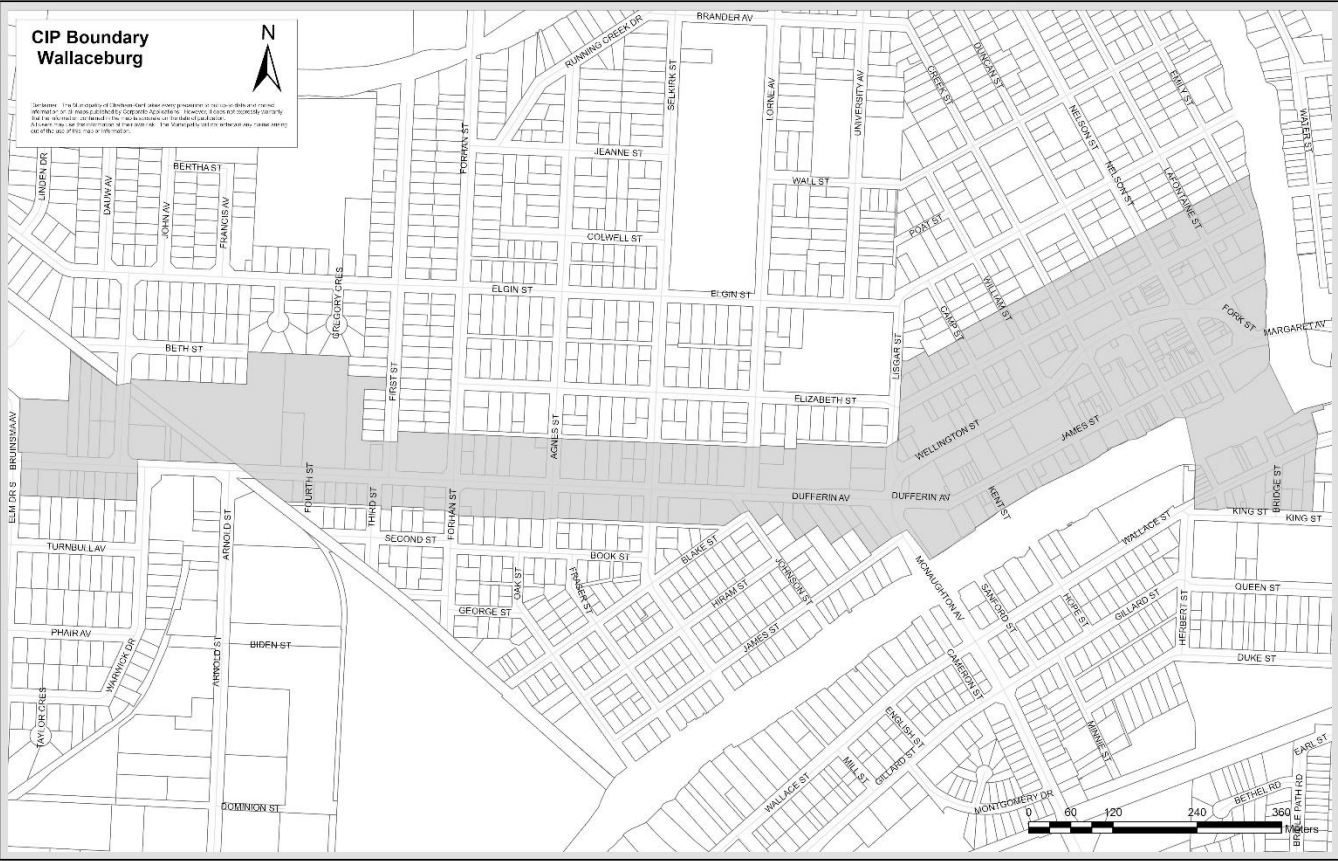 CIP Boundary
Wallaceburg
N
BRANDER AV
RUNNING CREEK DR
SELKIRK ST
LORNE AV
UNIVERSITY AV
CREEK ST
DUNCAN ST
NELSON ST
EMILY ST
WATER ST
FORHAN ST
JEANNE ST
WALL ST
NELSON ST
LAFONTAINE ST
LINDEN DR
DAUW AV
JOHN AV
BERTHA ST
FRANCIS AV
COLWELL ST
POAT ST
ELGIN ST
ELGIN ST
GREGORY CRES
CAMP ST
WILLIAM ST
FORK ST
MARGARET AV
BETH ST
FIRST ST
LISGAR ST
ELIZABETH ST
BRUINSMA AV
ELM DR S
AGNES ST
WELLINGTON ST
JAMES ST
FOURTH ST
THIRD ST
FORHAN ST
DUFFERIN AV
DUFFERIN AV
KENT ST
BRIDGE ST
KING ST
KING ST
WALLACE ST
TURNBULL AV
ARNOLD ST
SECOND ST
BOOK ST
BLAKE ST
OAK ST
FRASER ST
HIRAM ST
JOHNSON ST
MCNAUGHTON AV
SANFORD ST
HOPE ST
GILLARD ST
HERBERT ST
QUEEN ST
GEORGE ST
JAMES ST
PHAIR AV
WARWICK DR
ARNOLD ST
BIDEN ST
CAMERON ST
DUKE ST
TAYLOR CRES
ENGLISH ST
MILL ST
GILLARD ST
MINNIE ST
WALLACE ST
MONTGOMERY DR
EARL ST
BETHEL RD
BRIDLE PATH RD
DOMINION ST
0 60 120 240 360
Meters